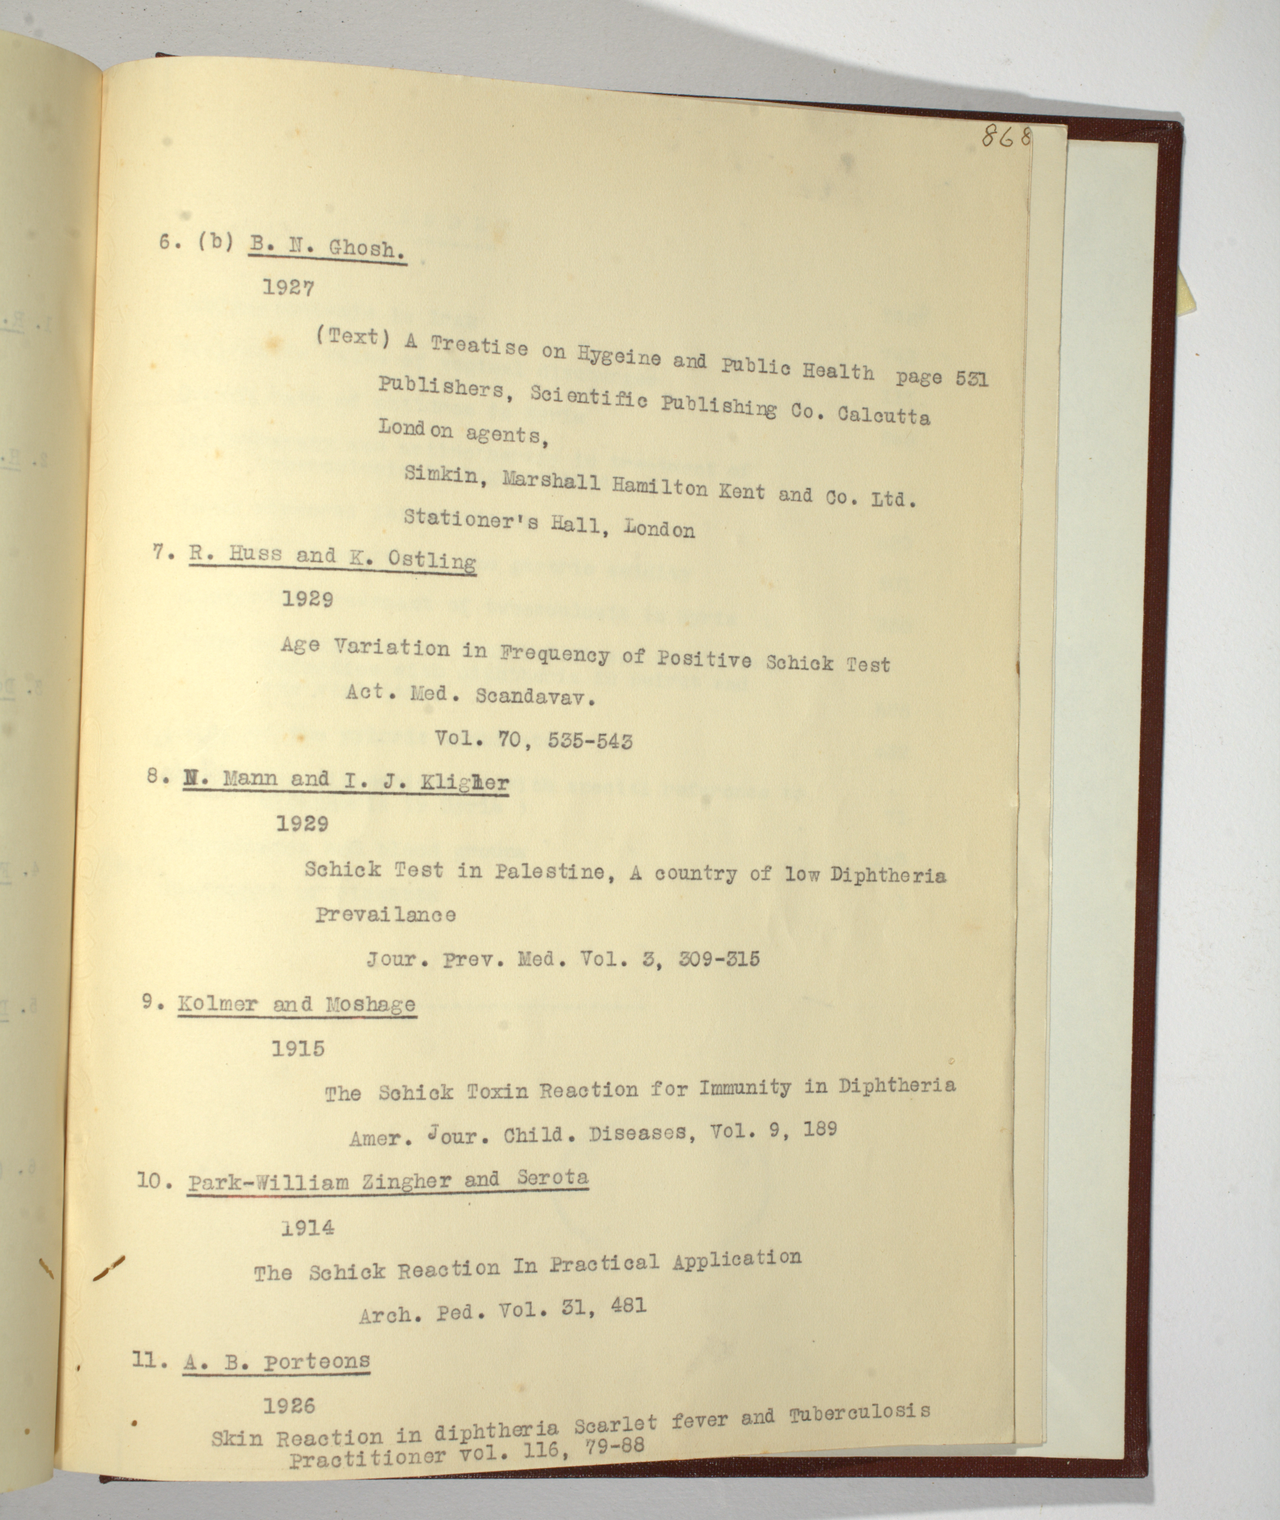 868
6. (b) B. N. Ghosh.
1927
(Text) A Treatise on Hygeine and Public Health page 531
Publishers, Scientific Publishing Co. Calcutta
London agents,
Simkin, Marshall Hamilton Kent and Co. Ltd.
Stationer's Hall, London
7. R. Huss and K. Ostling
1929
Age Variation in Frequency of Positive Schick Test
Act. Med. Scandavav.
Vol. 70, 535-543
8. N. Mann and I. J. Kligler
1929
Schick Test in Palestine, A country of low Diphtheria
Prevailance
Jour. Prev. Med. Vol. 3, 309-315
9. Kolmer and Moshage
1915
The Schick Toxin Reaction for Immunity in Diphtheria
Amer. Jour. Child. Diseases, Vol. 9, 189
10. Park-William Zingher and Serota
1914
The Schick Reaction In Practical Application
Arch. Ped. Vol. 31, 481
11. A. B. Porteons
1926
Skin Reaction in diphtheria Scarlet fever and Tuberculosis
Practitioner vol. 116, 79-88